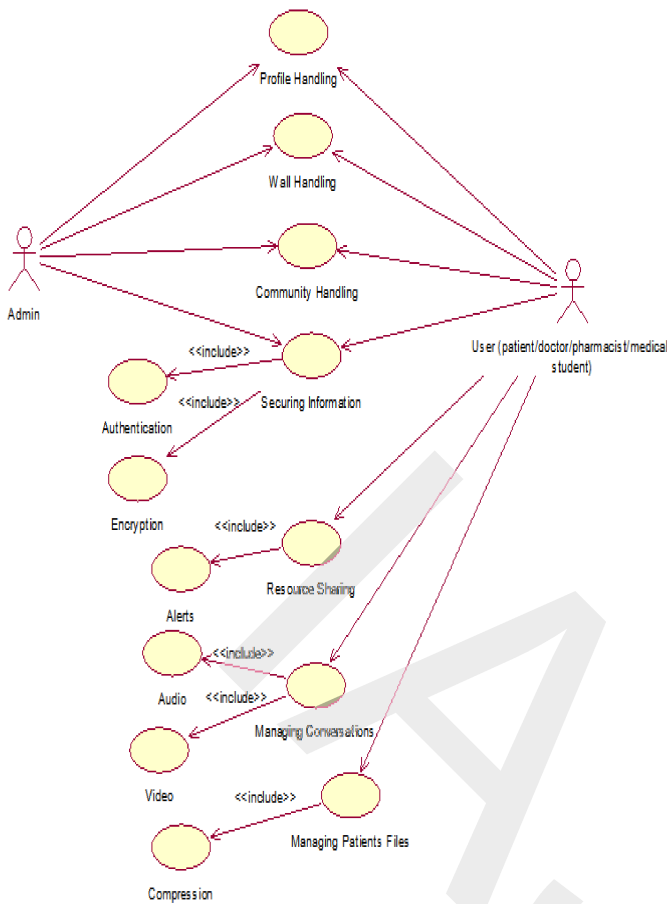 Profile Handling
Wall Handling
Community Handling
Admin
User (patient/doctor/pharmacist/medical
student)
<<include>>
Securing Information
<<include>>
Authentication
Encryption
<<include>>
Resource Sharing
Alerts
<<include>>
Audio
<<include>>
Managing Conversations
Video
<<include>>
Managing Patients Files
Compression